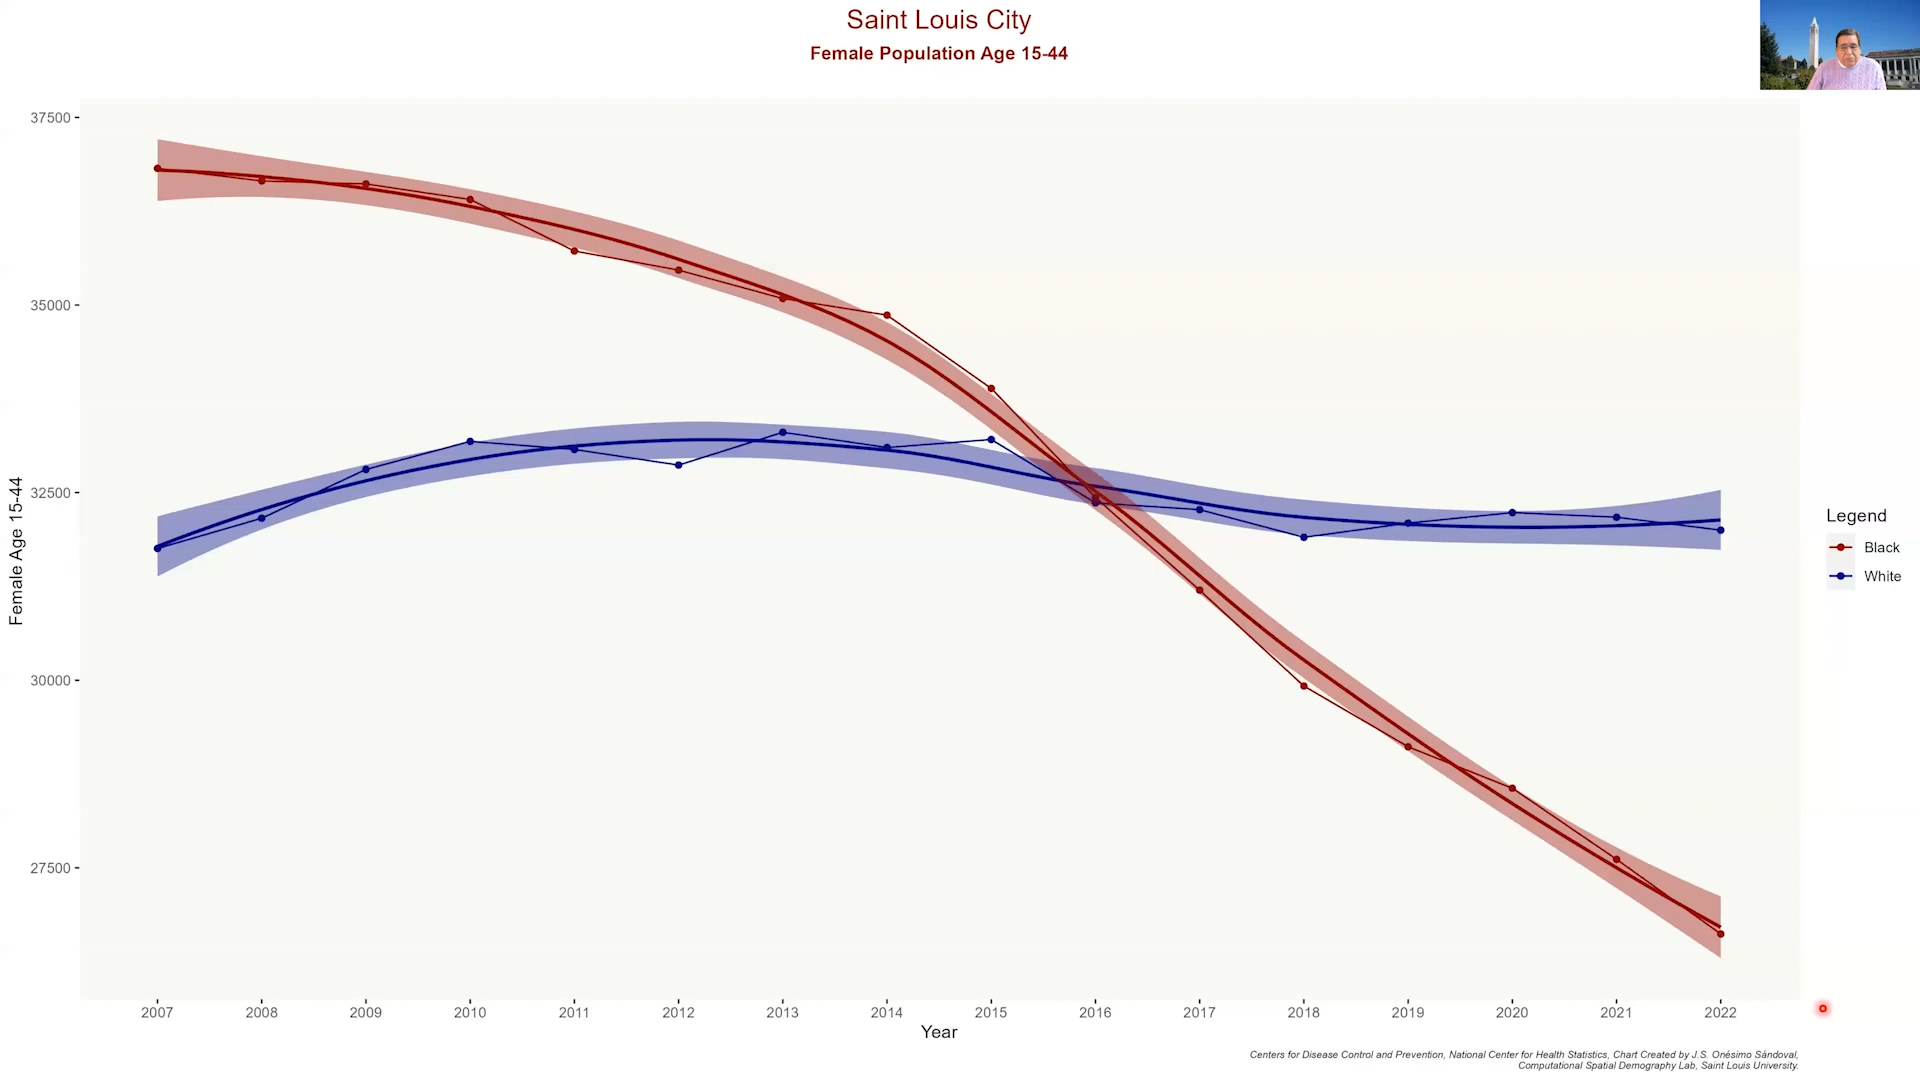 Saint Louis City
Female Population Age 15-44
37500
35000
32500
30000
27500
Female Age 15-44
2007 2008 2009 2010 2011 2012 2013 2014 2015 2016 2017 2018 2019 2020 2021 2022
Year
Legend
Black
White
Centers for Disease Control and Prevention, National Center for Health Statistics, Chart Created by J.S. Onésimo Sándoval,
Computational Spatial Demography Lab, Saint Louis University.